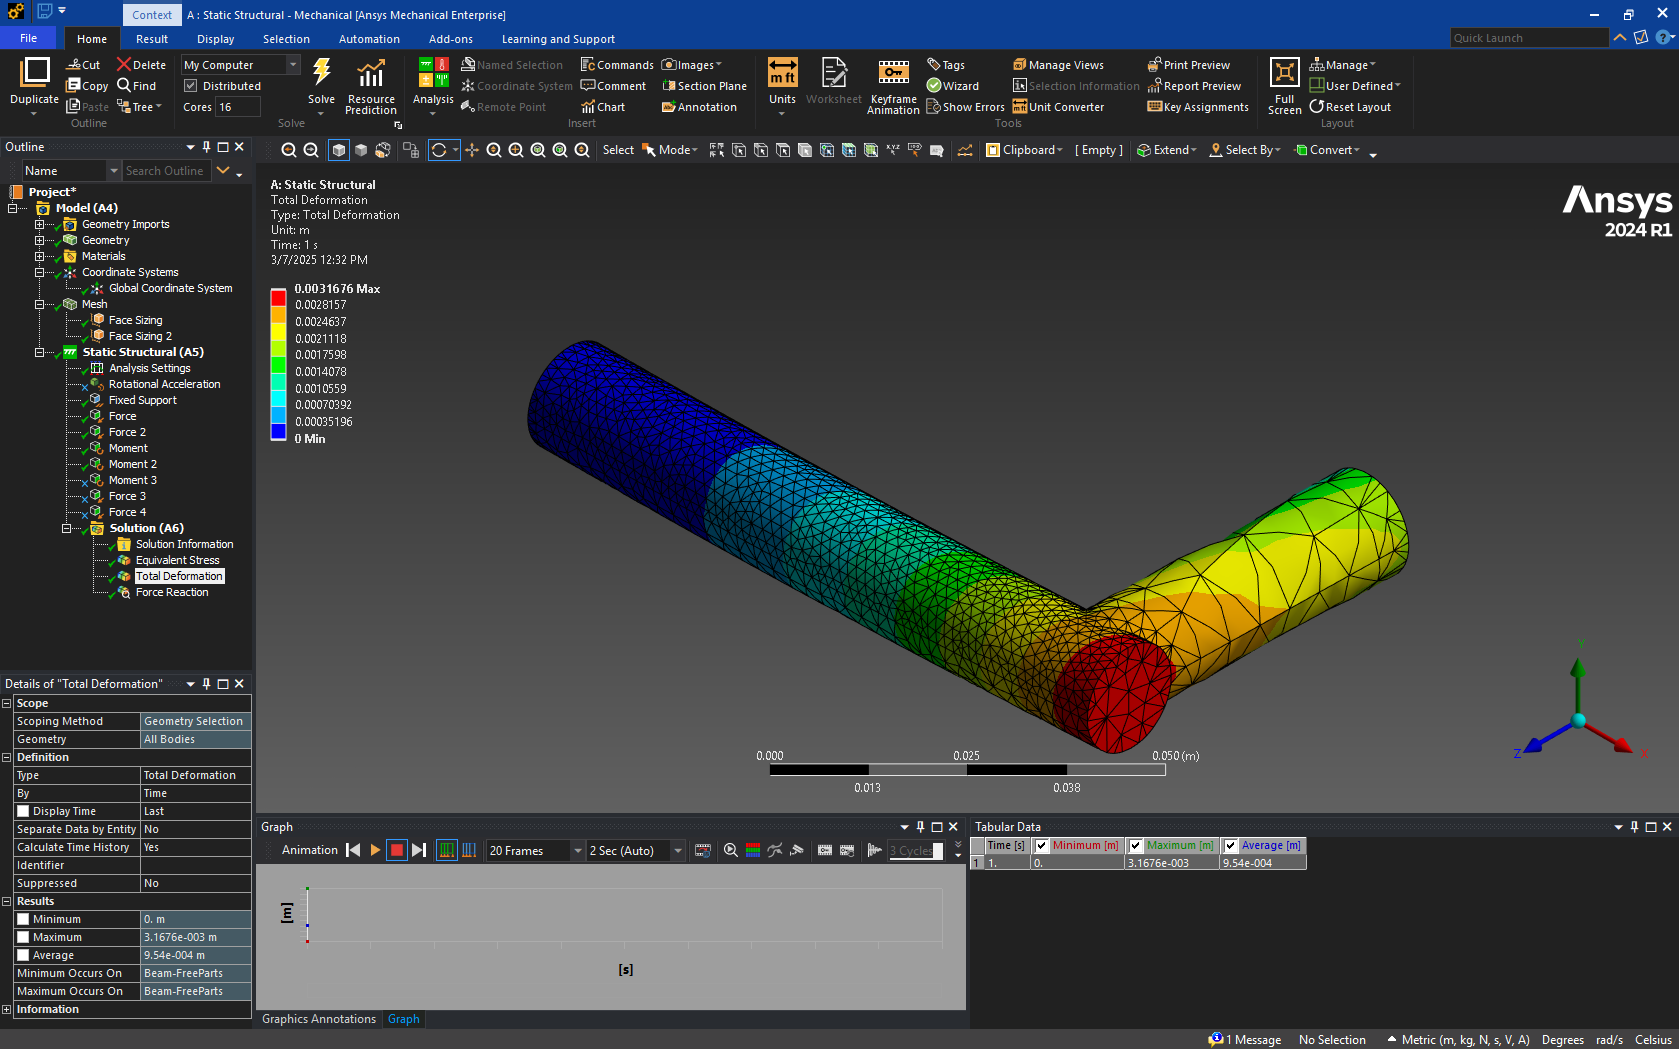 Context A : Static Structural - Mechanical [Ansys Mechanical Enterprise]
File Home Result Display Selection Automation Add-ons Learning and Support Quick Launch
Cut Delete My Computer Named Selection Commands Images Tags Manage Views Print Preview Manage
Copy Find Distributed Coordinate System Comment Section Plane Wizard Selection Information Report Preview User Defined
Duplicate Paste Tree Cores 16 Solve Resource Prediction Analysis Remote Point Chart Annotation Units Worksheet Keyframe Animation Show Errors Unit Converter Key Assignments Full Screen Reset Layout
Outline Solve Insert Tools Layout
Outline
Select Mode Clipboard [ Empty ] Extend Select By Convert
Name Search Outline
Project*
Model (A4)
Geometry Imports
Geometry
Materials
Coordinate Systems
Global Coordinate System
Mesh
Face Sizing
Face Sizing 2
Static Structural (A5)
Analysis Settings
Rotational Acceleration
Fixed Support
Force
Force 2
Moment
Moment 2
Moment 3
Force 3
Force 4
Solution (A6)
Solution Information
Equivalent Stress
Total Deformation
Force Reaction
A: Static Structural
Total Deformation
Type: Total Deformation
Unit: m
Time: 1 s
3/7/2025 12:32 PM
0.0031676 Max
0.0028157
0.0024637
0.0021118
0.0017598
0.0014078
0.0010559
0.00070392
0.00035196
0 Min
Ansys
2024 R1
0.000 0.025 0.050 (m)
0.013 0.038
Y
Z X
Details of "Total Deformation"
Scope
Scoping Method Geometry Selection
Geometry All Bodies
Definition
Type Total Deformation
By Time
Display Time Last
Separate Data by Entity No
Calculate Time History Yes
Identifier
Suppressed No
Results
Minimum 0. m
Maximum 3.1676e-003 m
Average 9.54e-004 m
Minimum Occurs On Beam-FreeParts
Maximum Occurs On Beam-FreeParts
Information
Graph
Animation 20 Frames 2 Sec (Auto) 3 Cycles
[m]
[s]
Graphics Annotations Graph
Tabular Data
Time [s] Minimum [m] Maximum [m] Average [m]
1 1. 0. 3.1676e-003 9.54e-004
1 Message No Selection Metric (m, kg, N, s, V, A) Degrees rad/s Celsius